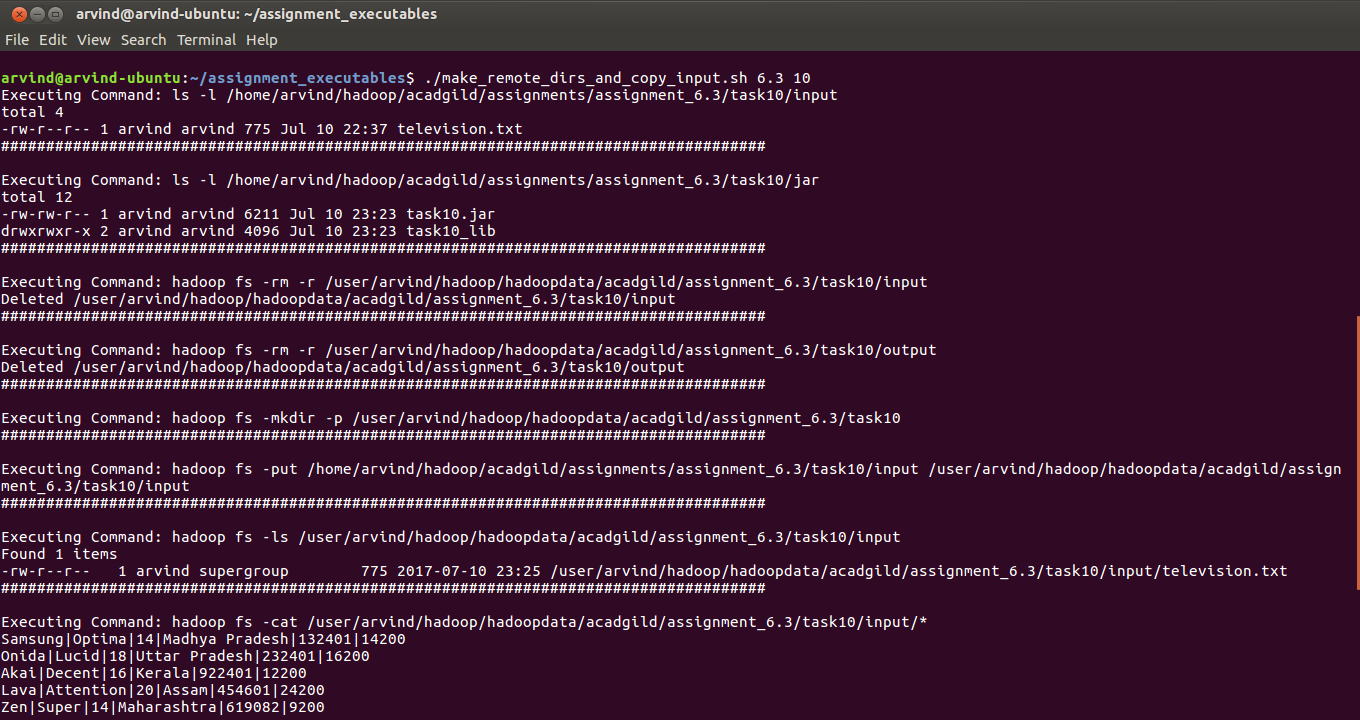 arvind@arvind-ubuntu: ~/assignment_executables
File Edit View Search Terminal Help
arvind@arvind-ubuntu:~/assignment_executables$ ./make_remote_dirs_and_copy_input.sh 6.3 10
Executing Command: ls -l /home/arvind/hadoop/acadgild/assignments/assignment_6.3/task10/input
total 4
-rw-r--r-- 1 arvind arvind 775 Jul 10 22:37 television.txt
#####################################################################################
Executing Command: ls -l /home/arvind/hadoop/acadgild/assignments/assignment_6.3/task10/jar
total 12
-rw-rw-r-- 1 arvind arvind 6211 Jul 10 23:23 task10.jar
drwxrwxr-x 2 arvind arvind 4096 Jul 10 23:23 task10_lib
#####################################################################################
Executing Command: hadoop fs -rm -r /user/arvind/hadoop/hadoopdata/acadgild/assignment_6.3/task10/input
Deleted /user/arvind/hadoop/hadoopdata/acadgild/assignment_6.3/task10/input
#####################################################################################
Executing Command: hadoop fs -rm -r /user/arvind/hadoop/hadoopdata/acadgild/assignment_6.3/task10/output
Deleted /user/arvind/hadoop/hadoopdata/acadgild/assignment_6.3/task10/output
#####################################################################################
Executing Command: hadoop fs -mkdir -p /user/arvind/hadoop/hadoopdata/acadgild/assignment_6.3/task10
#####################################################################################
Executing Command: hadoop fs -put /home/arvind/hadoop/acadgild/assignments/assignment_6.3/task10/input /user/arvind/hadoop/hadoopdata/acadgild/assign
ment_6.3/task10/input
#####################################################################################
Executing Command: hadoop fs -ls /user/arvind/hadoop/hadoopdata/acadgild/assignment_6.3/task10/input
Found 1 items
-rw-r--r--   1 arvind supergroup        775 2017-07-10 23:25 /user/arvind/hadoop/hadoopdata/acadgild/assignment_6.3/task10/input/television.txt
#####################################################################################
Executing Command: hadoop fs -cat /user/arvind/hadoop/hadoopdata/acadgild/assignment_6.3/task10/input/*
Samsung|Optima|14|Madhya Pradesh|132401|14200
Onida|Lucid|18|Uttar Pradesh|232401|16200
Akai|Decent|16|Kerala|922401|12200
Lava|Attention|20|Assam|454601|24200
Zen|Super|14|Maharashtra|619082|9200